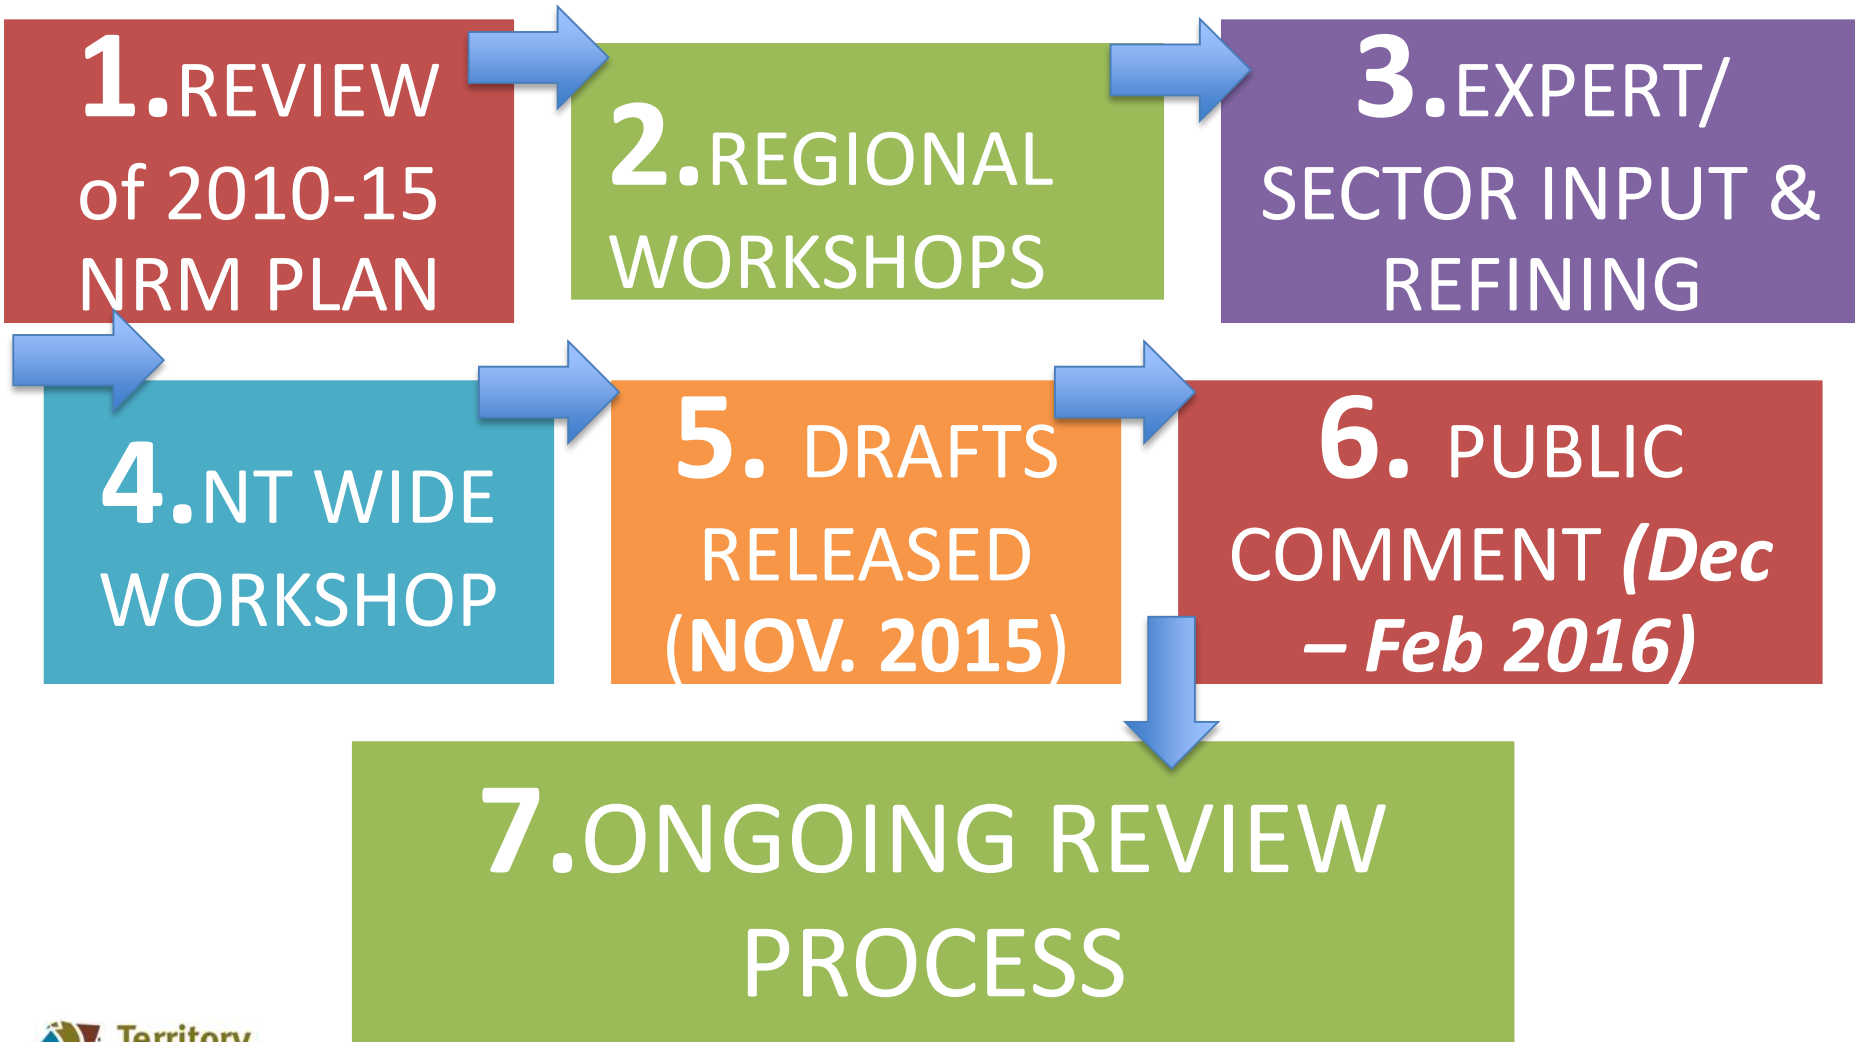 1.REVIEW
of 2010-15
NRM PLAN
2.REGIONAL
WORKSHOPS
3.EXPERT/
SECTOR INPUT &
REFINING
4.NT WIDE
WORKSHOP
5. DRAFTS
RELEASED
(NOV. 2015)
6. PUBLIC
COMMENT (Dec
– Feb 2016)
7.ONGOING REVIEW
PROCESS
Territory